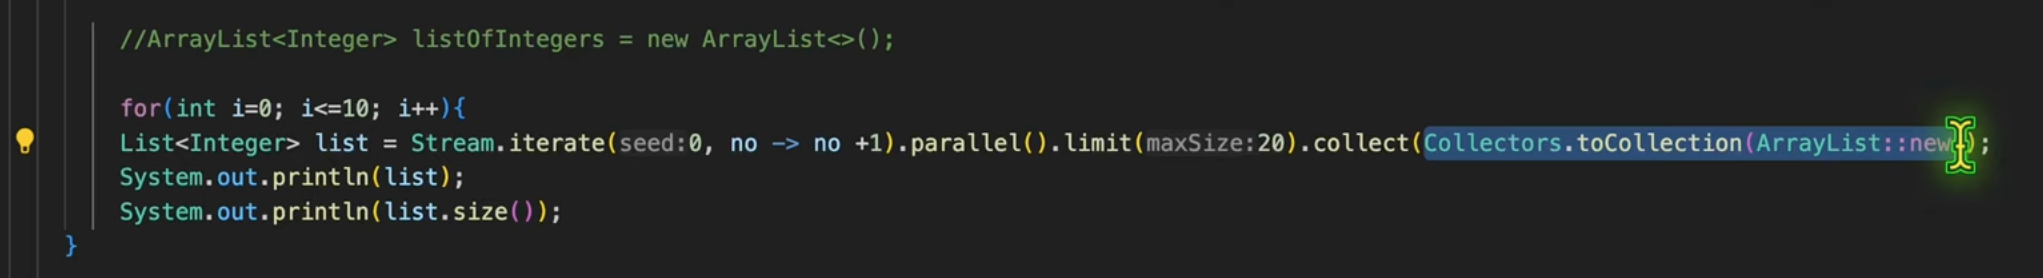 //ArrayList<Integer> listOfIntegers = new ArrayList<>();
for(int i=0; i<=10; i++){
List<Integer> list = Stream.iterate(seed:0, no -> no +1).parallel().limit(maxSize:20).collect(Collectors.toCollection(ArrayList::new));
System.out.println(list);
System.out.println(list.size());
}